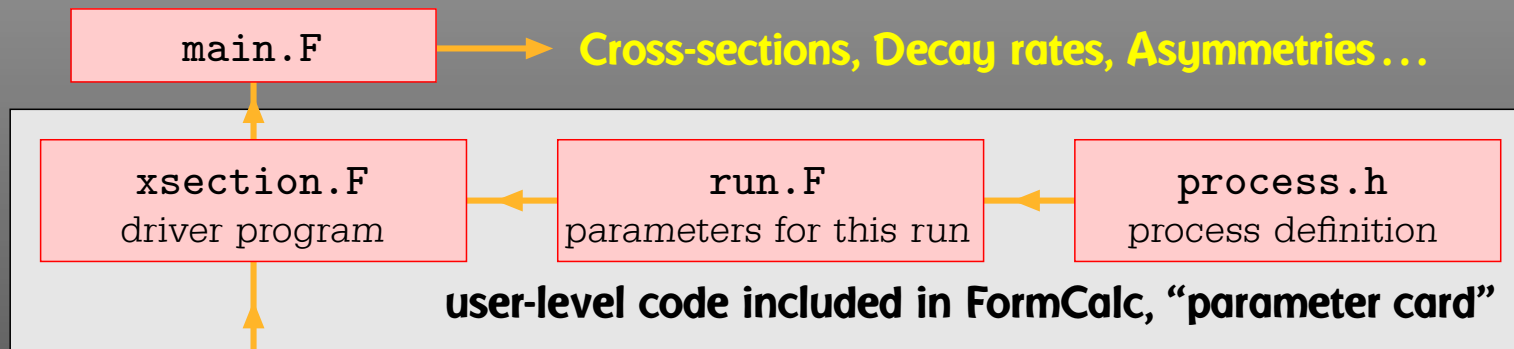 main.F
Cross-sections, Decay rates, Asymmetries...
xsection.F
driver program
run.F
parameters for this run
process.h
process definition
user-level code included in FormCalc, “parameter card”